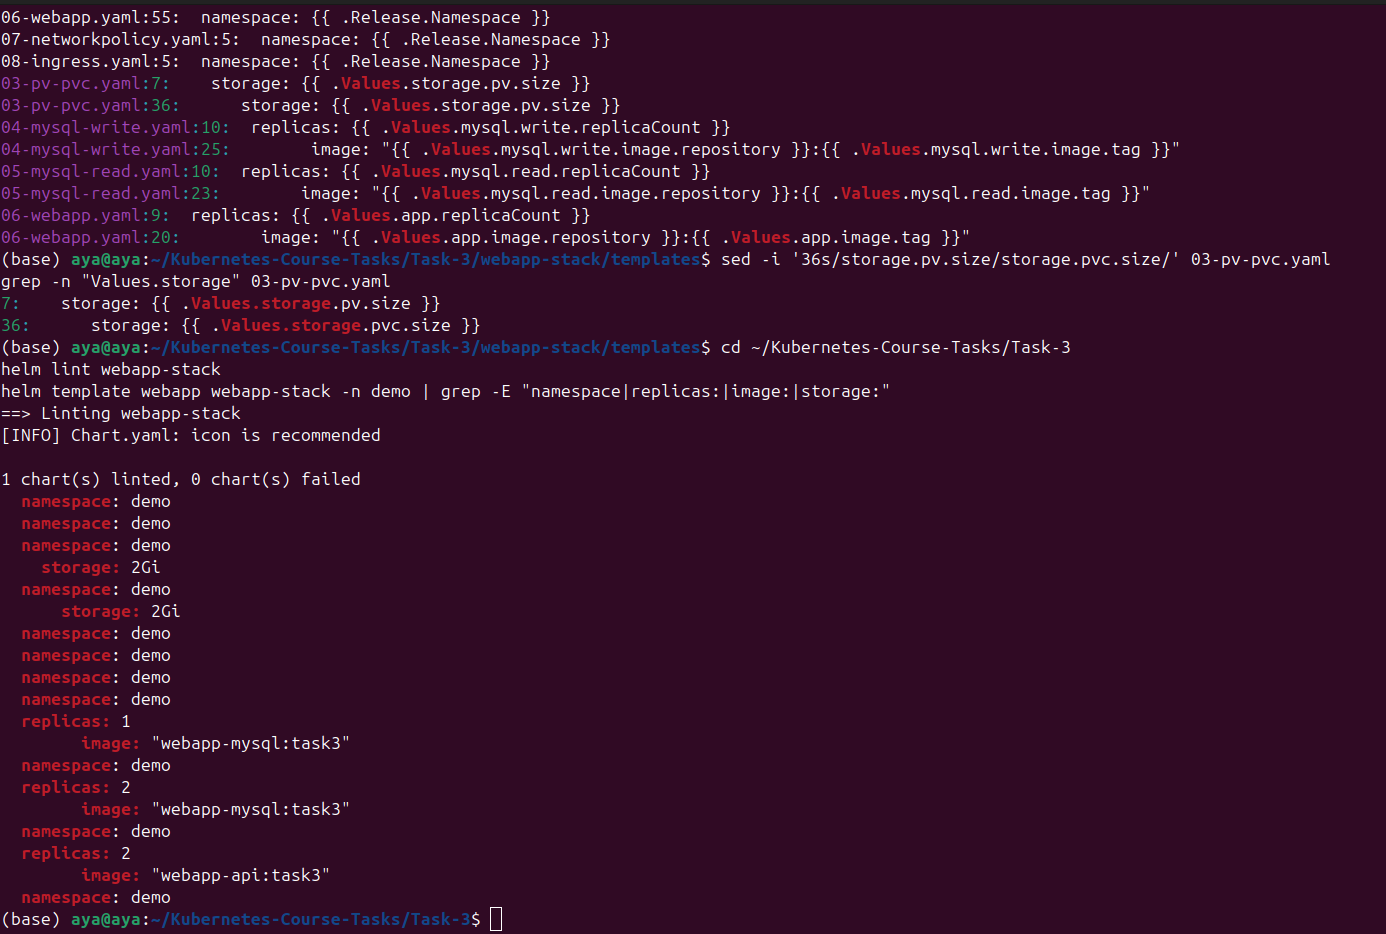 06-webapp.yaml:55:  namespace: {{ .Release.Namespace }}
07-networkpolicy.yaml:5:  namespace: {{ .Release.Namespace }}
08-ingress.yaml:5:  namespace: {{ .Release.Namespace }}
03-pv-pvc.yaml:7:    storage: {{ .Values.storage.pv.size }}
03-pv-pvc.yaml:36:      storage: {{ .Values.storage.pv.size }}
04-mysql-write.yaml:10:  replicas: {{ .Values.mysql.write.replicaCount }}
04-mysql-write.yaml:25:        image: "{{ .Values.mysql.write.image.repository }}:{{ .Values.mysql.write.image.tag }}"
05-mysql-read.yaml:10:  replicas: {{ .Values.mysql.read.replicaCount }}
05-mysql-read.yaml:23:        image: "{{ .Values.mysql.read.image.repository }}:{{ .Values.mysql.read.image.tag }}"
06-webapp.yaml:9:  replicas: {{ .Values.app.replicaCount }}
06-webapp.yaml:20:        image: "{{ .Values.app.image.repository }}:{{ .Values.app.image.tag }}"
(base) aya@aya:~/Kubernetes-Course-Tasks/Task-3/webapp-stack/templates$ sed -i '36s/storage.pv.size/storage.pvc.size/' 03-pv-pvc.yaml
grep -n "Values.storage" 03-pv-pvc.yaml
7:    storage: {{ .Values.storage.pv.size }}
36:      storage: {{ .Values.storage.pvc.size }}
(base) aya@aya:~/Kubernetes-Course-Tasks/Task-3/webapp-stack/templates$ cd ~/Kubernetes-Course-Tasks/Task-3
helm lint webapp-stack
helm template webapp webapp-stack -n demo | grep -E "namespace|replicas:|image:|storage:"
==> Linting webapp-stack
[INFO] Chart.yaml: icon is recommended

1 chart(s) linted, 0 chart(s) failed
  namespace: demo
  namespace: demo
  namespace: demo
    storage: 2Gi
  namespace: demo
      storage: 2Gi
  namespace: demo
  namespace: demo
  namespace: demo
  namespace: demo
  replicas: 1
        image: "webapp-mysql:task3"
  namespace: demo
  replicas: 2
        image: "webapp-mysql:task3"
  namespace: demo
  replicas: 2
        image: "webapp-api:task3"
  namespace: demo
(base) aya@aya:~/Kubernetes-Course-Tasks/Task-3$